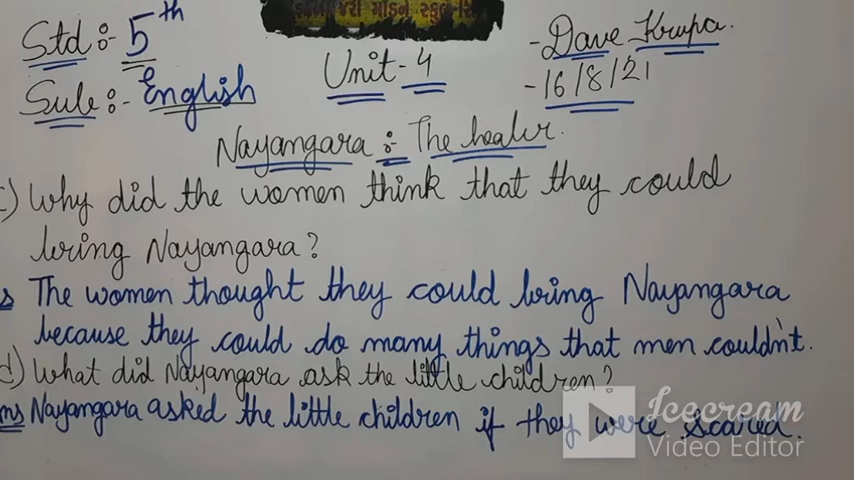 Std :- 5th
Sub :- English
મોડર્ન સ્કૂલ
Unit - 4
- Dave Krupa.
- 16/8/21
Nayangara :- The healer.
c) Why did the women think that they could
bring Nayangara?
s The women thought they could bring Nayangara
because they could do many things that men couldn't.
d) What did Nayangara ask the little children?
ns Nayangara asked the little children if they were scared.
Icecream
Video Editor